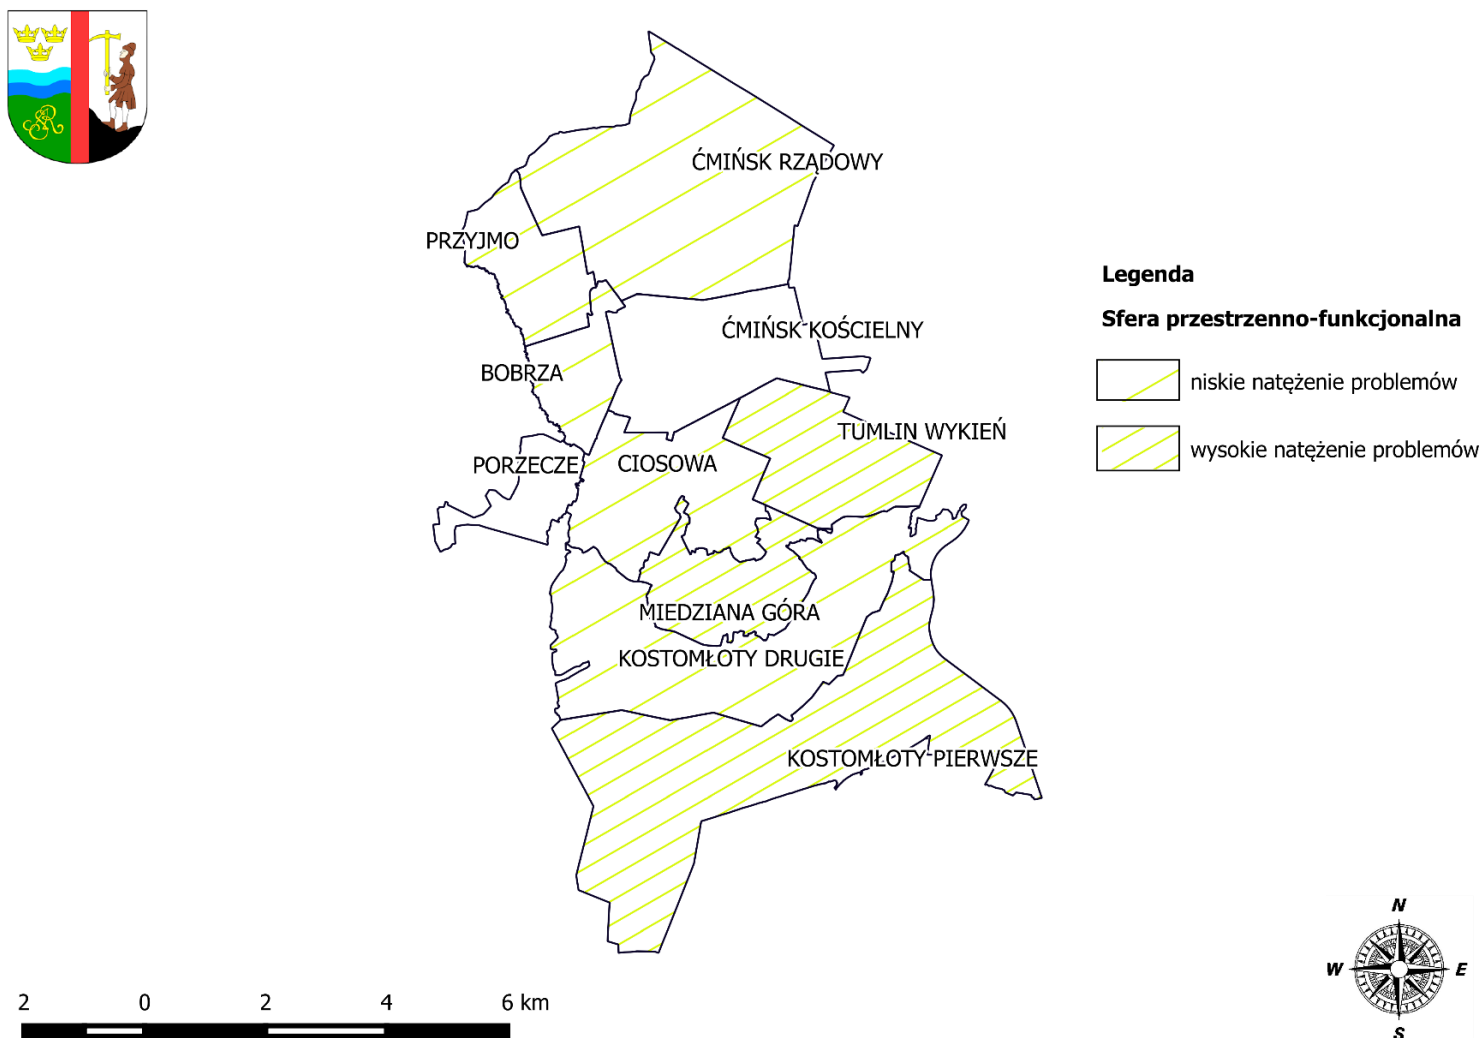 ĆMIŃSK RZĄDOWY
PRZYJMO
ĆMIŃSK KOŚCIELNY
BOBRZA
TUMLIN WYKIEŃ
PORZECZE
CIOSOWA
MIEDZIANA GÓRA
KOSTOMŁOTY DRUGIE
KOSTOMŁOTY PIERWSZE
Legenda
Sfera przestrzenno-funkcjonalna
niskie natężenie problemów
wysokie natężenie problemów
N
W E
S
2 0 2 4 6 km